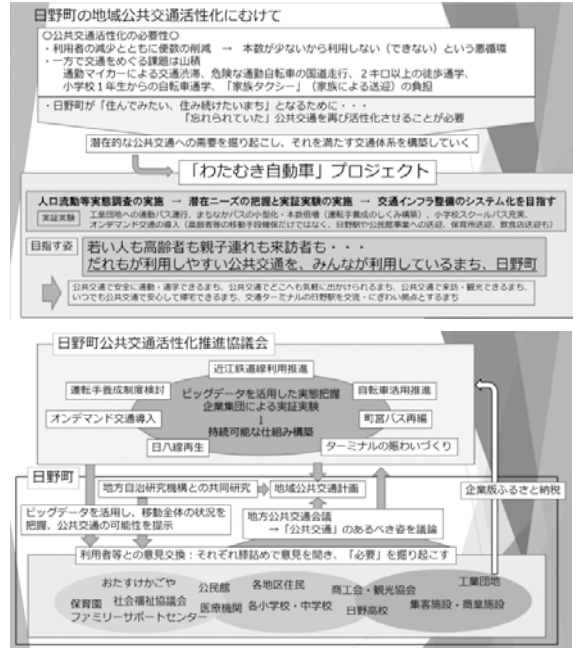 日野町の地域公共交通活性化にむけて
○公共交通活性化の必要性○
・利用者の減少とともに便数の削減 → 本数が少ないから利用しない（できない）という悪循環
・一方で交通をめぐる課題は山積
通勤マイカーによる交通渋滞、危険な通勤自転車の国道走行、2キロ以上の徒歩通学、
小学校1年生からの自転車通学、「家族タクシー」（家族による送迎）の負担
・日野町が「住んでみたい、住み続けたいまち」となるために・・・
「忘れられていた」公共交通を再び活性化させることが必要
潜在的な公共交通への需要を掘り起こし、それを満たす交通体系を構築していく
「わたむき自動車」プロジェクト
人口流動等実態調査の実施 → 潜在ニーズの把握と実証実験の実施 → 交通インフラ整備のシステム化を目指す
実証実験
工業団地への通勤バス運行、まちなかバスの小型化・本数倍増（運転手養成のしくみ構築）、小学校スクールバス充実、
オンデマンド交通の導入（高齢者等の移動手段確保だけではなく、日野駅や公民館事業への送迎、保育所送迎、飲食店送迎も）
目指す姿
若い人も高齢者も親子連れも来訪者も・・・
だれもが利用しやすい公共交通を、みんなが利用しているまち、日野町
公共交通で安全に通勤・通学できるまち、公共交通でどこへも気軽に出かけられるまち、公共交通で来訪・観光できるまち、
いつでも公共交通で安心して帰宅できるまち、交通ターミナルの日野駅を交流・にぎわい拠点とするまち
日野町公共交通活性化推進協議会
近江鉄道線利用推進
運転手養成制度検討
ビッグデータを活用した実態把握
企業集団による実証実験
↓
持続可能な仕組み構築
自転車活用推進
オンデマンド交通導入
町営バス再編
日八線再生
ターミナルの賑わいづくり
日野町
地方自治研究機構との共同研究
地域公共交通計画
企業版ふるさと納税
ビッグデータを活用し、移動全体の状況を
把握、公共交通の可能性を提示
地方公共交通会議
→「公共交通」のあるべき姿を議論
利用者等との意見交換：それぞれ膝詰めで意見を聞き、「必要」を掘り起こす
おたすけかごや
公民館
各地区住民
商工会・観光協会
工業団地
保育園
社会福祉協議会
医療機関
各小学校・中学校
日野高校
集客施設・商業施設
ファミリーサポートセンター